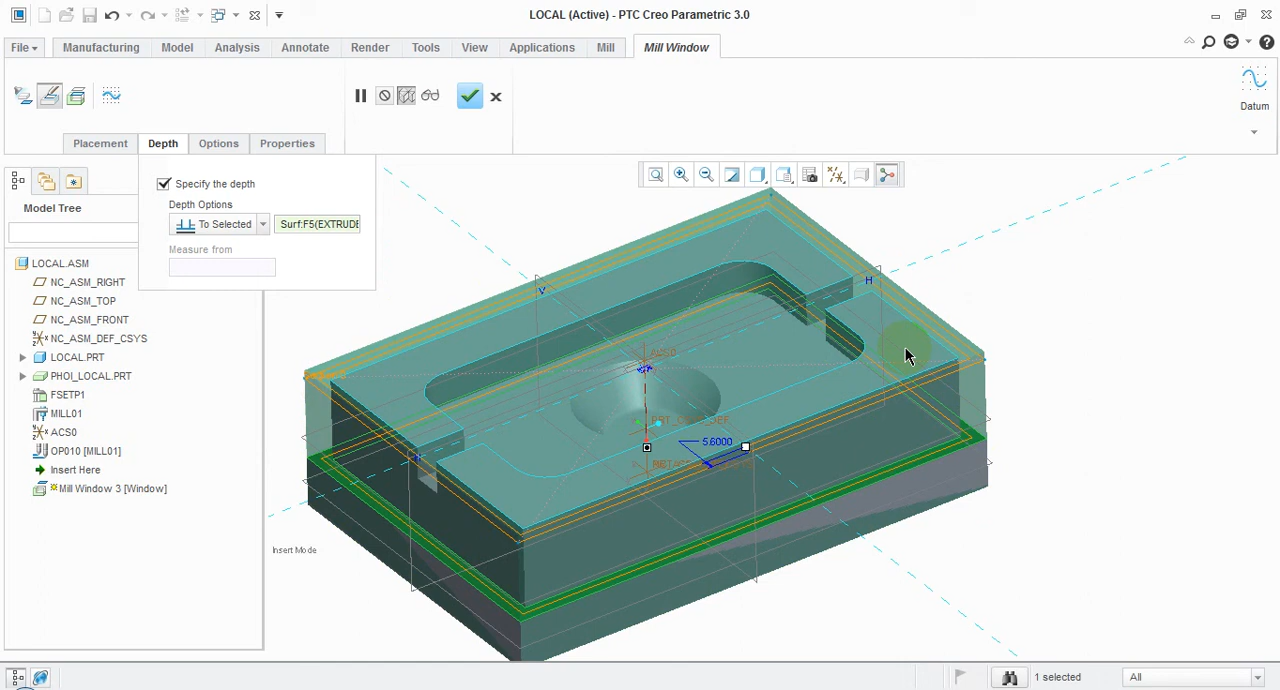 LOCAL (Active) - PTC Creo Parametric 3.0
File
Manufacturing
Model
Analysis
Annotate
Render
Tools
View
Applications
Mill
Mill Window
Datum
Placement
Depth
Options
Properties
Specify the depth
Depth Options
To Selected
Surf:F5(EXTRUDE
Measure from
Model Tree
LOCAL.ASM
NC_ASM_RIGHT
NC_ASM_TOP
NC_ASM_FRONT
NC_ASM_DEF_CSYS
LOCAL.PRT
PHOI_LOCAL.PRT
FSETP1
MILL01
ACS0
OP010 [MILL01]
Insert Here
Mill Window 3 [Window]
V
H
ACS0
PRT_CSYS_DEF
5.6000
Insert Mode
1 selected
All